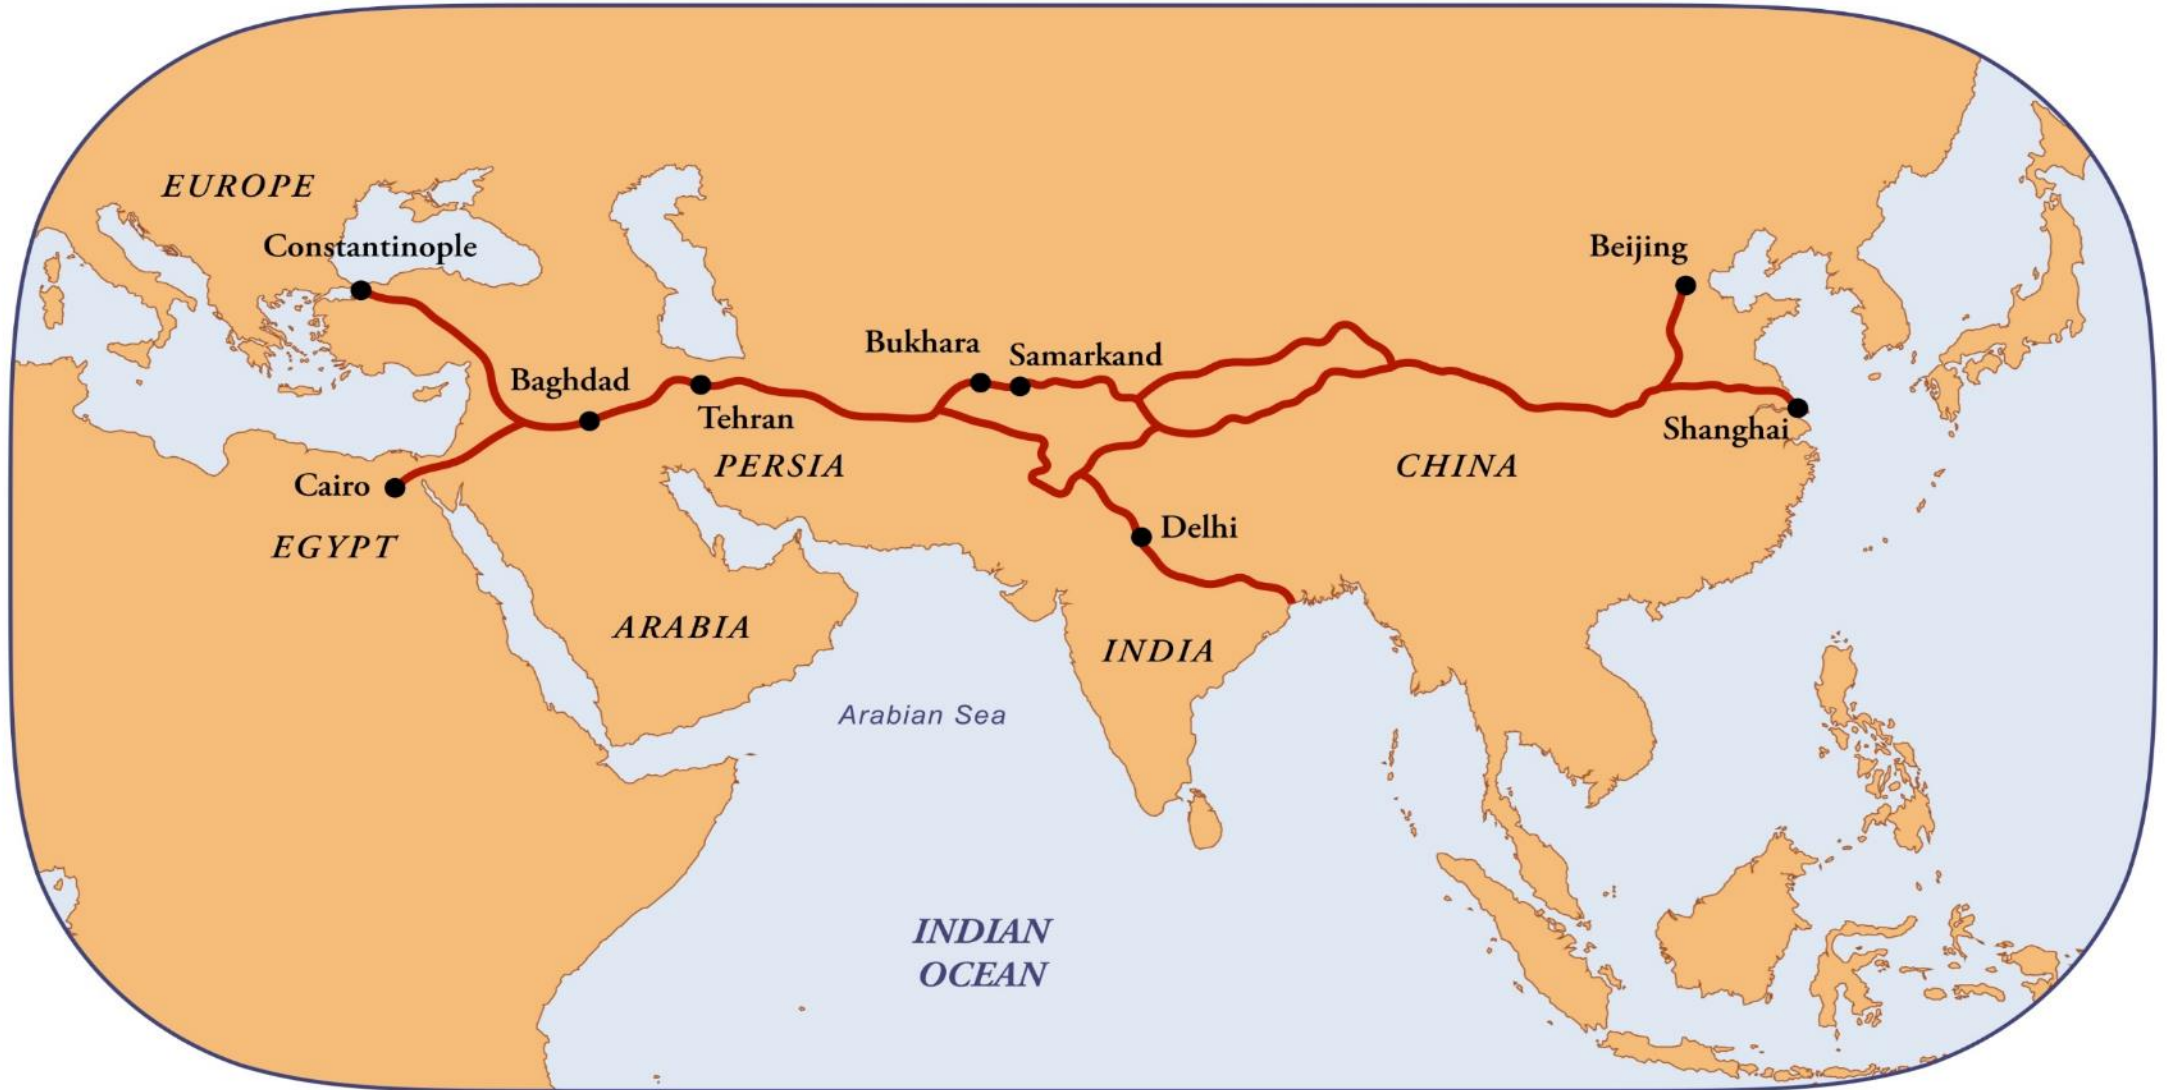 EUROPE
Constantinople
Beijing
Bukhara
Samarkand
Baghdad
Tehran
Shanghai
PERSIA
CHINA
Cairo
Delhi
EGYPT
ARABIA
INDIA
Arabian Sea
INDIAN
OCEAN